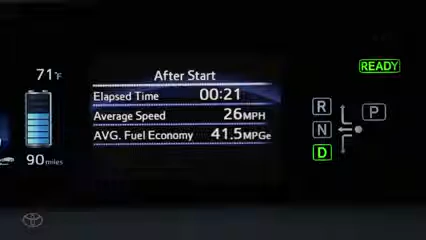 After Start
READY
71°F
Elapsed Time 00:21
Average Speed 26MPH
AVG. Fuel Economy 41.5MPGe
R
P
N
D
90miles